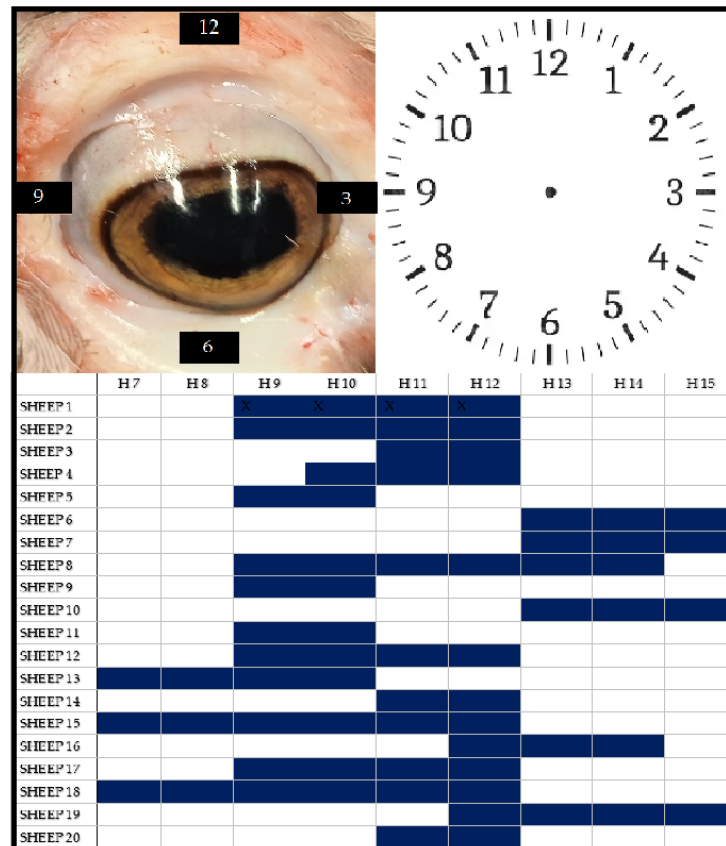 12
9
3
6
12
1
2
3
4
5
6
7
8
9
10
11
H 7 H 8 H 9 H 10 H 11 H 12 H 13 H 14 H 15
SHEEP 1 X X X X
SHEEP 2
SHEEP 3
SHEEP 4
SHEEP 5
SHEEP 6
SHEEP 7
SHEEP 8
SHEEP 9
SHEEP 10
SHEEP 11
SHEEP 12
SHEEP 13
SHEEP 14
SHEEP 15
SHEEP 16
SHEEP 17
SHEEP 18
SHEEP 19
SHEEP 20